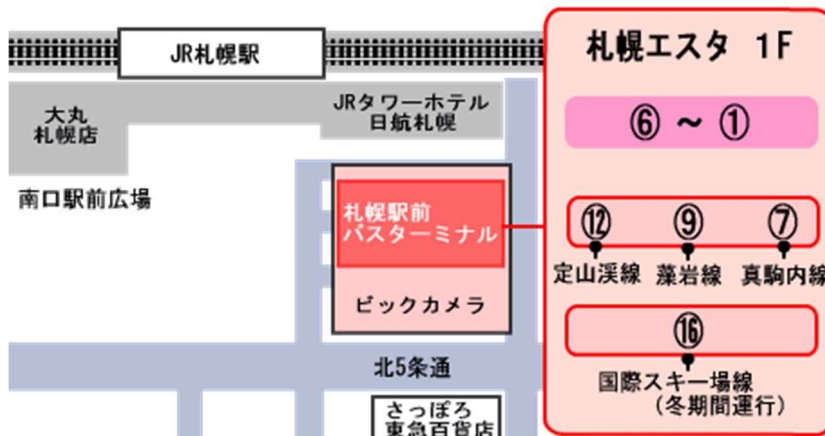 JR札幌駅
大丸
札幌店
JRタワーホテル
日航札幌
南口駅前広場
札幌駅前
バスターミナル
ビックカメラ
北5条通
さっぽろ
東急百貨店
札幌エスタ 1F
⑥ ～ ①
⑫ ⑨ ⑦
定山渓線 藻岩線 真駒内線
⑯
国際スキー場線
(冬期間運行)